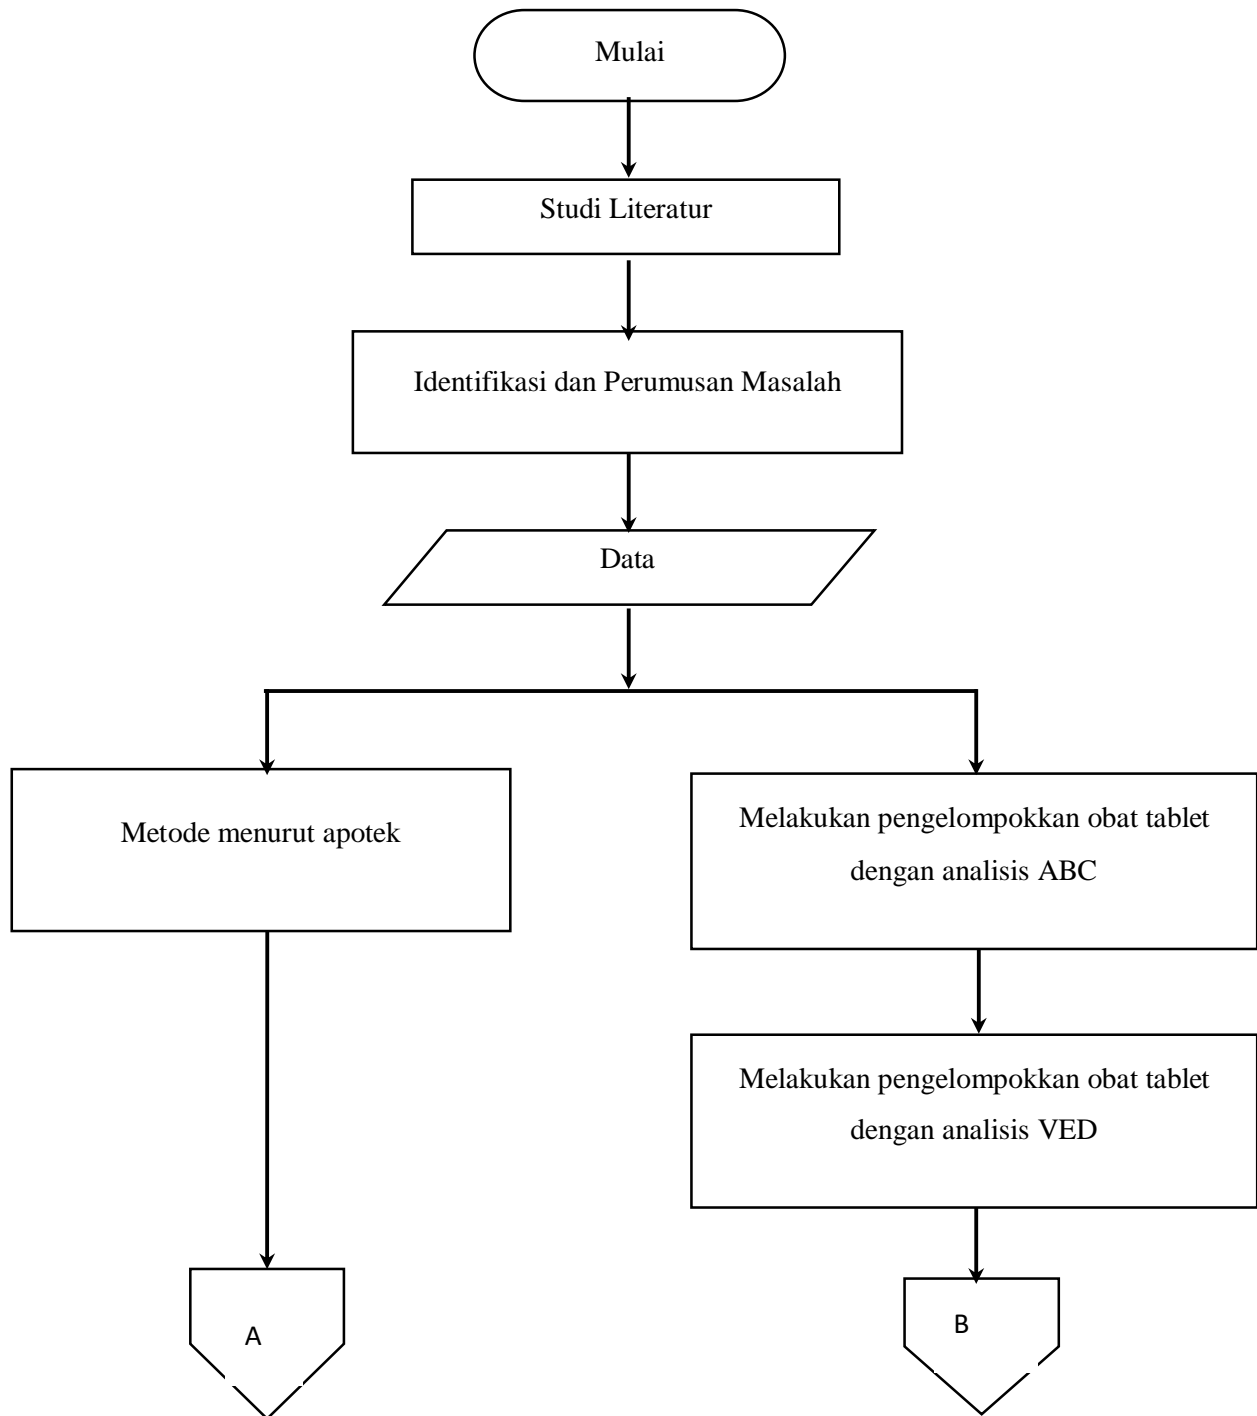 Mulai
Studi Literatur
Identifikasi dan Perumusan Masalah
Data
Metode menurut apotek
Melakukan pengelompokkan obat tablet
dengan analisis ABC
Melakukan pengelompokkan obat tablet
dengan analisis VED
A
B